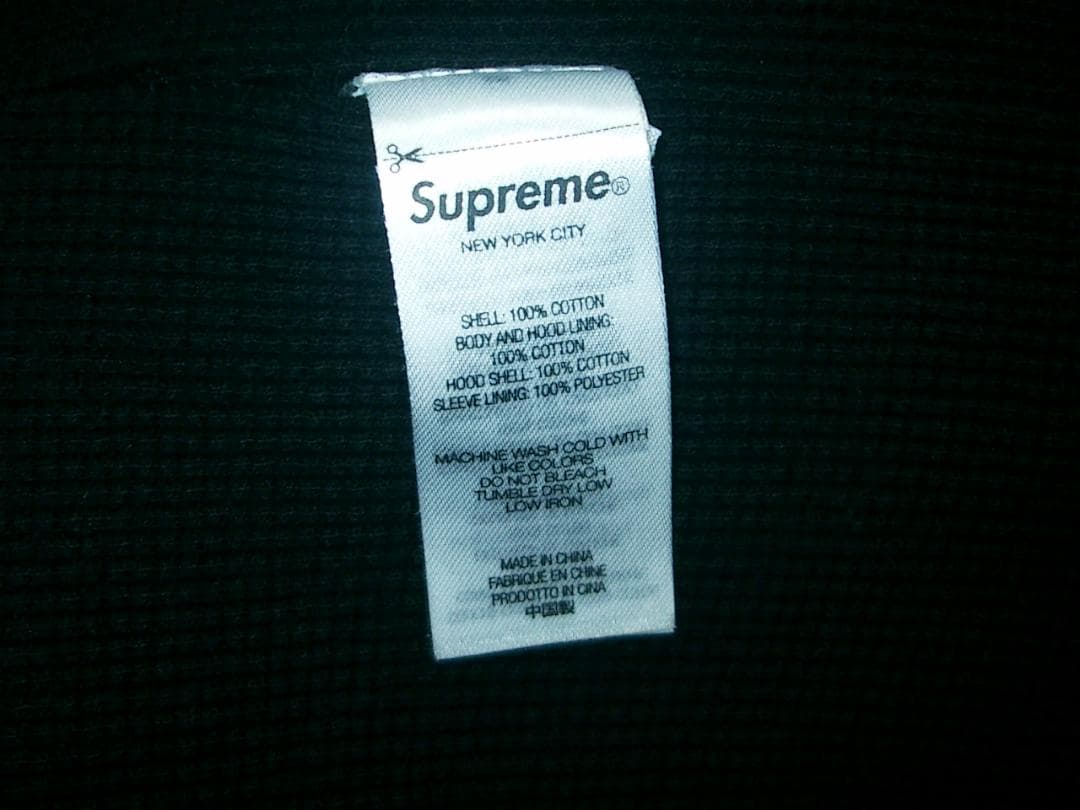 Supreme®
NEW YORK CITY
SHELL: 100% COTTON
BODY AND HOOD LINING:
100% COTTON
HOOD SHELL: 100% COTTON
SLEEVE LINING: 100% POLYESTER
MACHINE WASH COLD WITH
LIKE COLORS
DO NOT BLEACH
TUMBLE DRY LOW
LOW IRON
MADE IN CHINA
FABRIQUÉ EN CHINE
PRODOTTO IN CINA
中国製